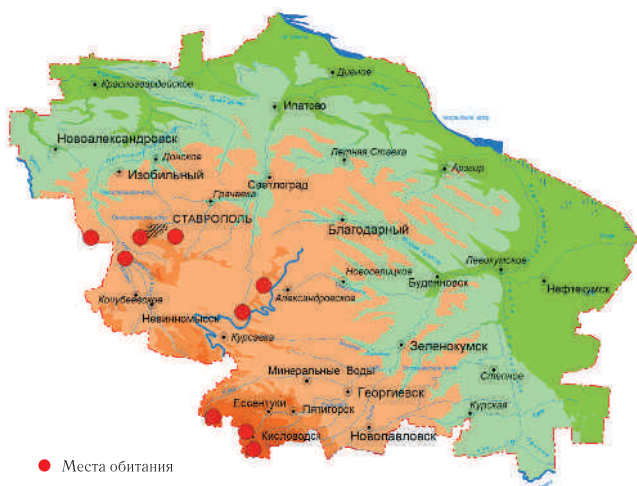 Дивное
Красногвардейское
Ипатово
Новоалександровск
Донское
Летняя Ставка
Изобильный
Арзгир
Светлоград
Грачевка
СТАВРОПОЛЬ
Благодарный
Левокумское
Новоселицкое
Буденновск
Нефтекумск
Александровское
Кочубеевское
Невинномысск
Курсавка
Зеленокумск
Минеральные Воды
Степное
Георгиевск
Ессентуки
Пятигорск
Курская
Кисловодск
Новопавловск
Места обитания